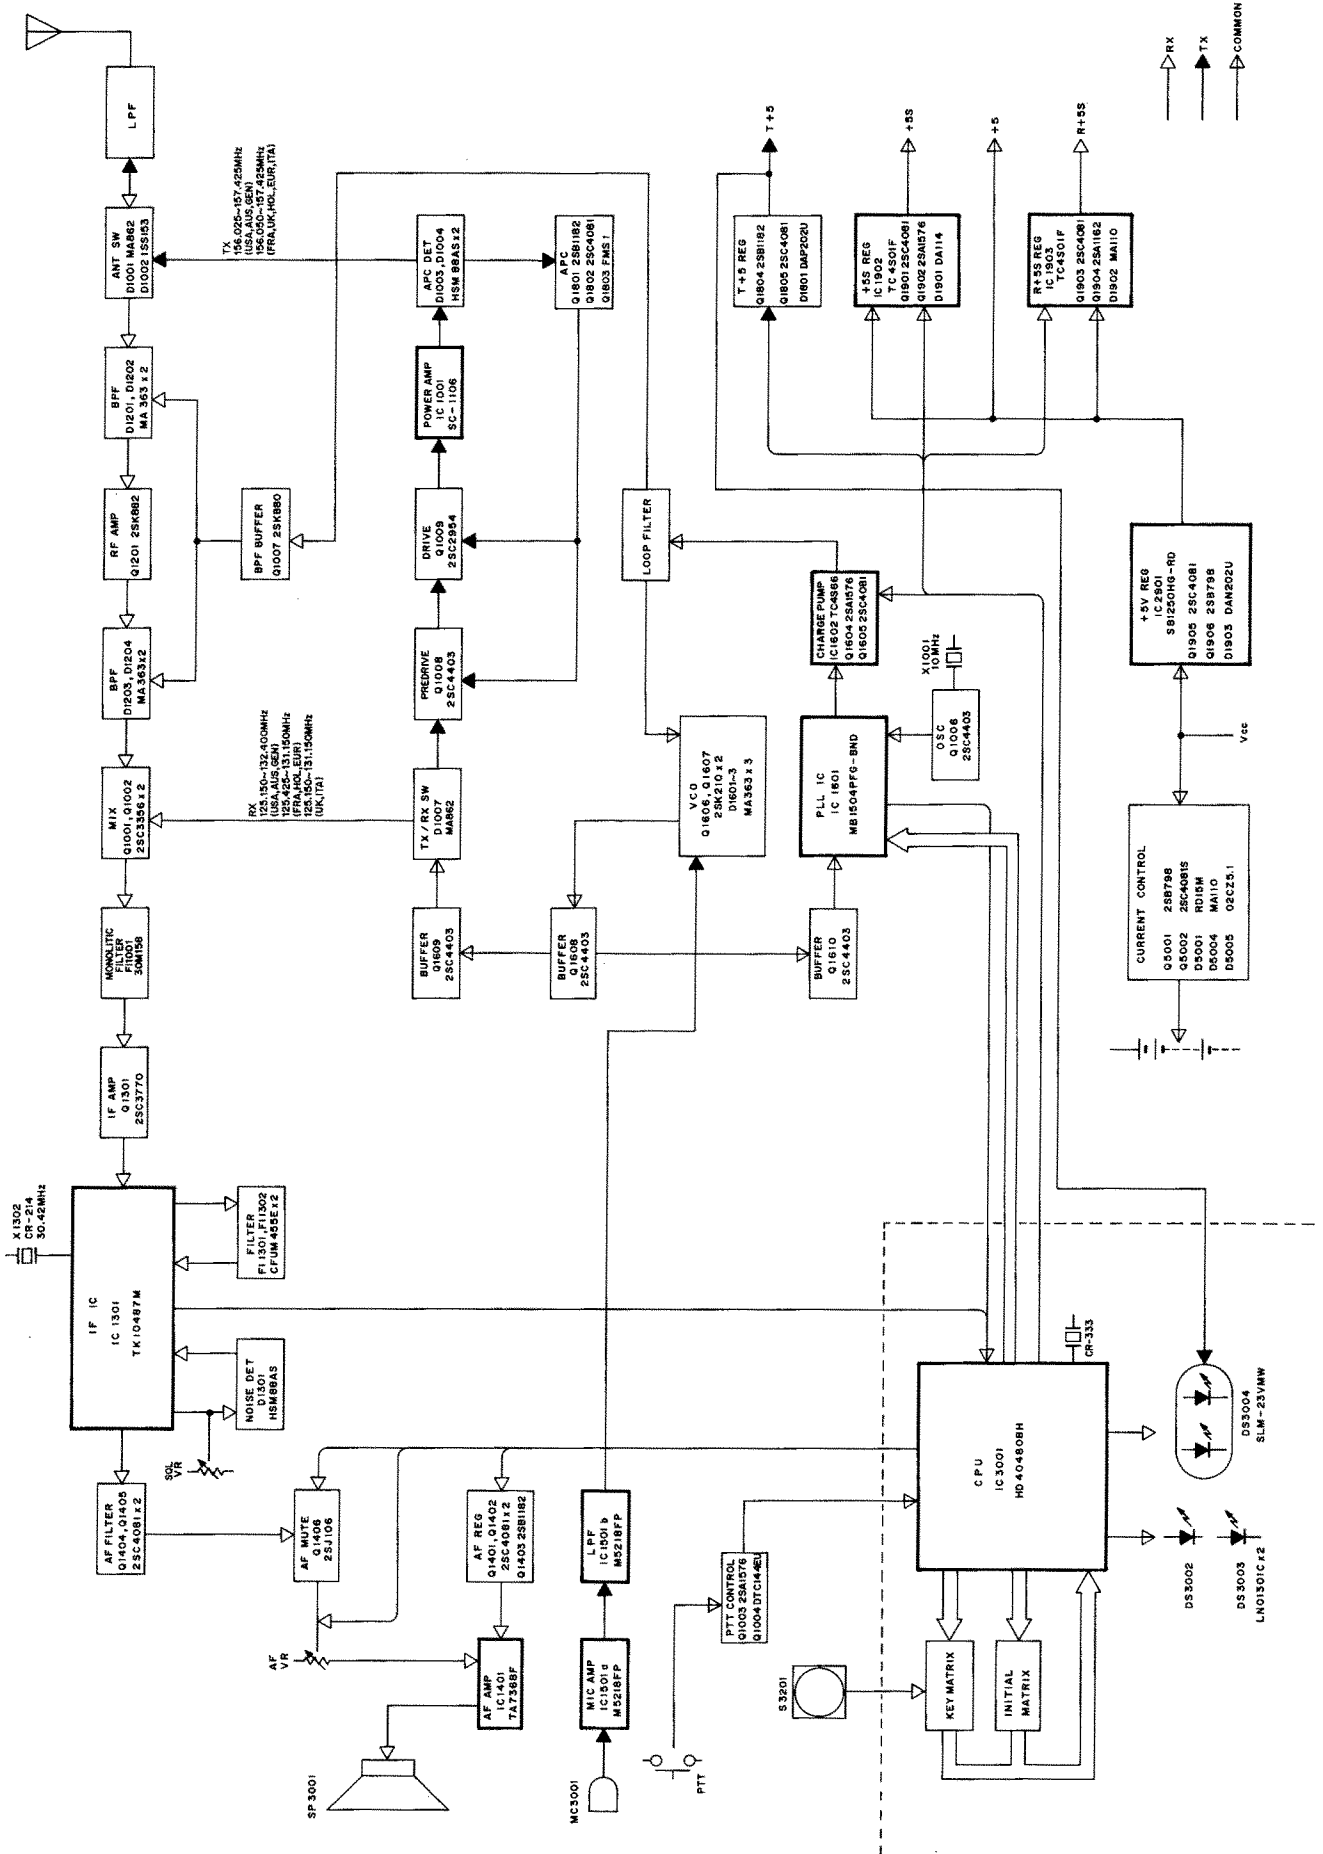 LPF
ANT SW
D1001 MA862
D1002 1SS153
BPF
D1201, D1202
MA 363 x 2
RF AMP
Q1201 2SK882
BPF
D1203, D1204
MA363x2
MIX
Q1001, Q1002
2SC3356x2
MONOLITIC
FILTER
FI1001
30M15B
IF AMP
Q1301
2SC3770
X1302
CR-214
30.42MHz
IF IC
IC 1301
TK10487M
FILTER
FI1301, FI1302
CFUM 455E x 2
NOISE DET
D1301
HSM88AS
SQL
VR
AF FILTER
Q1404, Q1405
2SC4081x2
AF MUTE
Q1406
2SJ106
AF REG
Q1401, Q1402
2SC4081x2
Q1403 2SB1182
AF
VR
AF AMP
IC1401
TA7368F
SP3001
TX
156.025~157.425MHz
(USA,AUS,GEN)
156.050~157.425MHz
(FRA,UK,HOL,EUR,ITA)
RX
125.150~132.400MHz
(USA,AUS,GEN)
125.425~131.150MHz
(FRA,HOL,EUR)
125.150~131.150MHz
(UK,ITA)
BPF BUFFER
Q1007 2SK880
APC DET
D1003, D1004
HSM 88AS x2
POWER AMP
IC 1001
SC-1106
DRIVE
Q1009
2SC2954
PREDRIVE
Q1008
2SC4403
TX / RX SW
D1007
MA862
BUFFER
Q1609
2SC4403
APC
Q1801 2SB1182
Q1802 2SC4081
Q1803 FMS1
LOOP FILTER
VCO
Q1606, Q1607
2SK210 x 2
D1601~3
MA363 x 3
BUFFER
Q1608
2SC4403
BUFFER
Q1610
2SC4403
CHARGE PUMP
IC1602 TC4S66
Q1604 2SA1576
Q1605 2SC4081
PLL IC
IC 1601
MB1504PFG-BND
X1001
10MHz
OSC
Q1006
2SC4403
MC3001
MIC AMP
IC1501a
M5218FP
LPF
IC1501b
M5218FP
PTT
PTT CONTROL
Q1003 2SA1576
Q1004 DTC144EU
S3201
KEY MATRIX
INITIAL
MATRIX
CPU
IC3001
HD404808H
CR-333
DS3002
DS3003
LN01301C x 2
DS3004
SLM-23VMW
T+5 REG
Q1804 2SB1182
Q1805 2SC4081
D1801 DAP202U
+5S REG
IC 1902
TC4S01F
Q1901 2SC4081
Q1902 2SA1576
D1901 DA114
R+5S REG
IC 1903
TC4S01F
Q1903 2SC4081
Q1904 2SA1162
D1902 MA110
T+5
+5S
+5
R+5S
+5V REG
IC2901
SB1250HG-RD
Q1905 2SC4081
Q1906 2SB798
D1903 DAN202U
Vcc
CURRENT CONTROL
Q5001 2SB798
Q5002 2SC4081S
D5001 RD15M
D5004 MA110
D5005 02CZ5.1
RX
TX
COMMON